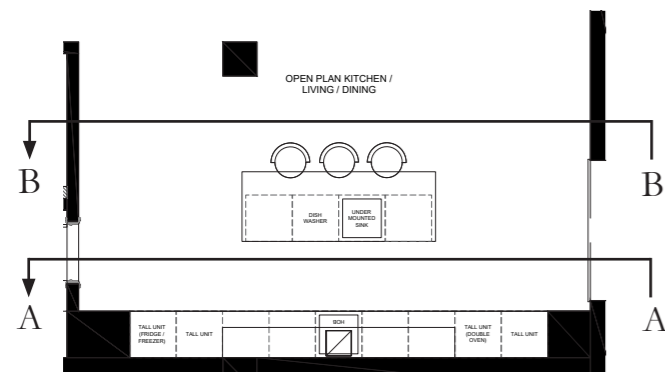 OPEN PLAN KITCHEN /
LIVING / DINING
B
B
DISH
WASHER
UNDER
MOUNTED
SINK
A
A
TALL UNIT
(FRIDGE /
FREEZER)
TALL UNIT
BOH
TALL UNIT
(DOUBLE
OVEN)
TALL UNIT